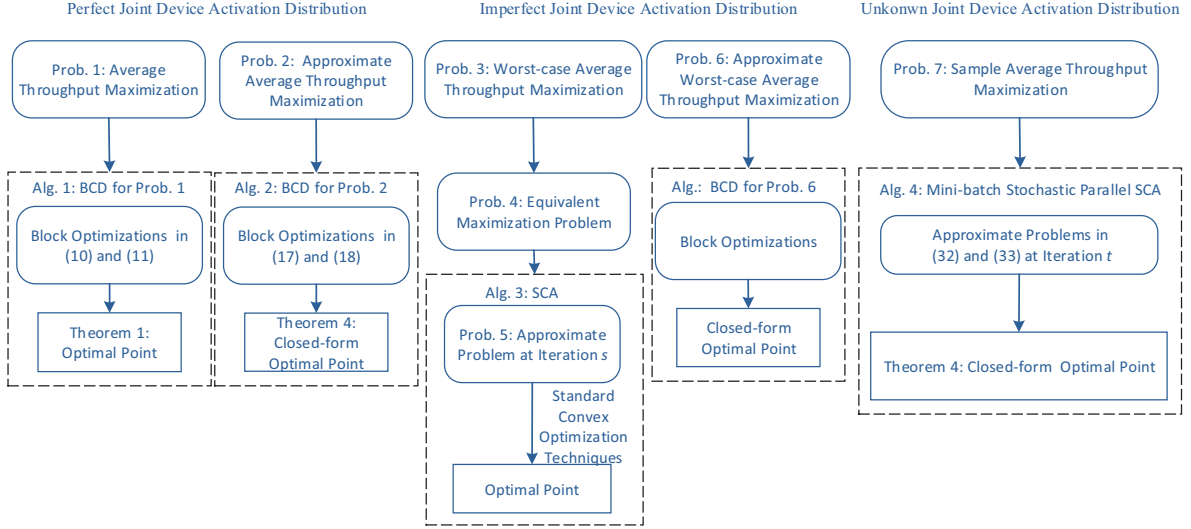 Perfect Joint Device Activation Distribution
Imperfect Joint Device Activation Distribution
Unkonwn Joint Device Activation Distribution
Prob. 1: Average
Throughput Maximization
Prob. 2: Approximate
Average Throughput
Maximization
Prob. 3: Worst-case Average
Throughput Maximization
Prob. 6: Approximate
Worst-case Average
Throughput Maximization
Prob. 7: Sample Average Throughput
Maximization
Alg. 1: BCD for Prob. 1
Block Optimizations in
(10) and (11)
Theorem 1:
Optimal Point
Alg. 2: BCD for Prob. 2
Block Optimizations in
(17) and (18)
Theorem 4:
Closed-form
Optimal Point
Prob. 4: Equivalent
Maximization Problem
Alg. 3: SCA
Prob. 5: Approximate
Problem at Iteration s
Standard
Convex
Optimization
Techniques
Optimal Point
Alg.: BCD for Prob. 6
Block Optimizations
Closed-form
Optimal Point
Alg. 4: Mini-batch Stochastic Parallel SCA
Approximate Problems in
(32) and (33) at Iteration t
Theorem 4: Closed-form Optimal Point